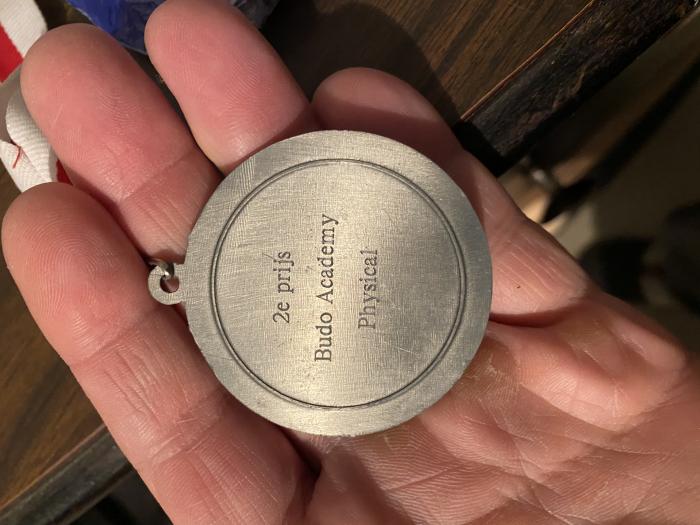 2e prijs
Budo Academy
Physical